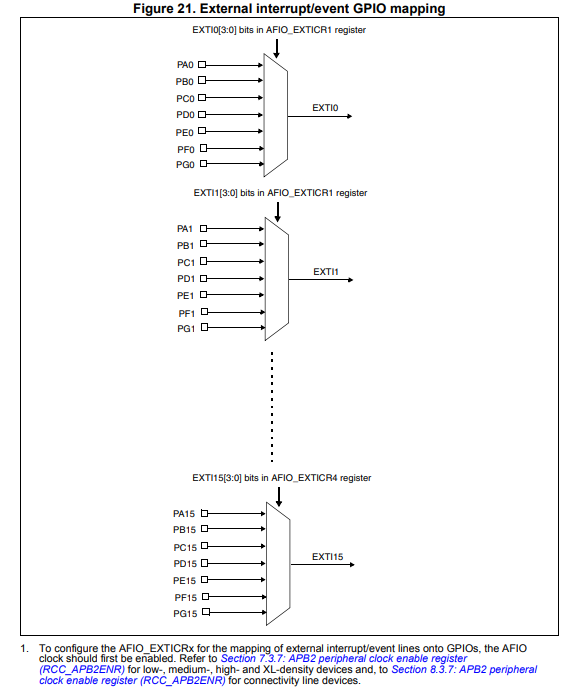 Figure 21. External interrupt/event GPIO mapping
EXTI0[3:0] bits in AFIO_EXTICR1 register
PA0
PB0
PC0
PD0
PE0
PF0
PG0
EXTI0
EXTI1[3:0] bits in AFIO_EXTICR1 register
PA1
PB1
PC1
PD1
PE1
PF1
PG1
EXTI1
EXTI15[3:0] bits in AFIO_EXTICR4 register
PA15
PB15
PC15
PD15
PE15
PF15
PG15
EXTI15
1. To configure the AFIO_EXTICRx for the mapping of external interrupt/event lines onto GPIOs, the AFIO
clock should first be enabled. Refer to Section 7.3.7: APB2 peripheral clock enable register
(RCC_APB2ENR) for low-, medium-, high- and XL-density devices and, to Section 8.3.7: APB2 peripheral
clock enable register (RCC_APB2ENR) for connectivity line devices.